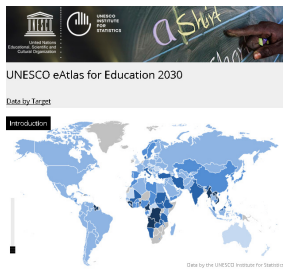 UNESCO
INSTITUTE
FOR
STATISTICS
United Nations
Educational, Scientific and
Cultural Organization
a Shirt
UNESCO eAtlas for Education 2030
Data by Target
Introduction
Data by the UNESCO Institute for Statistics